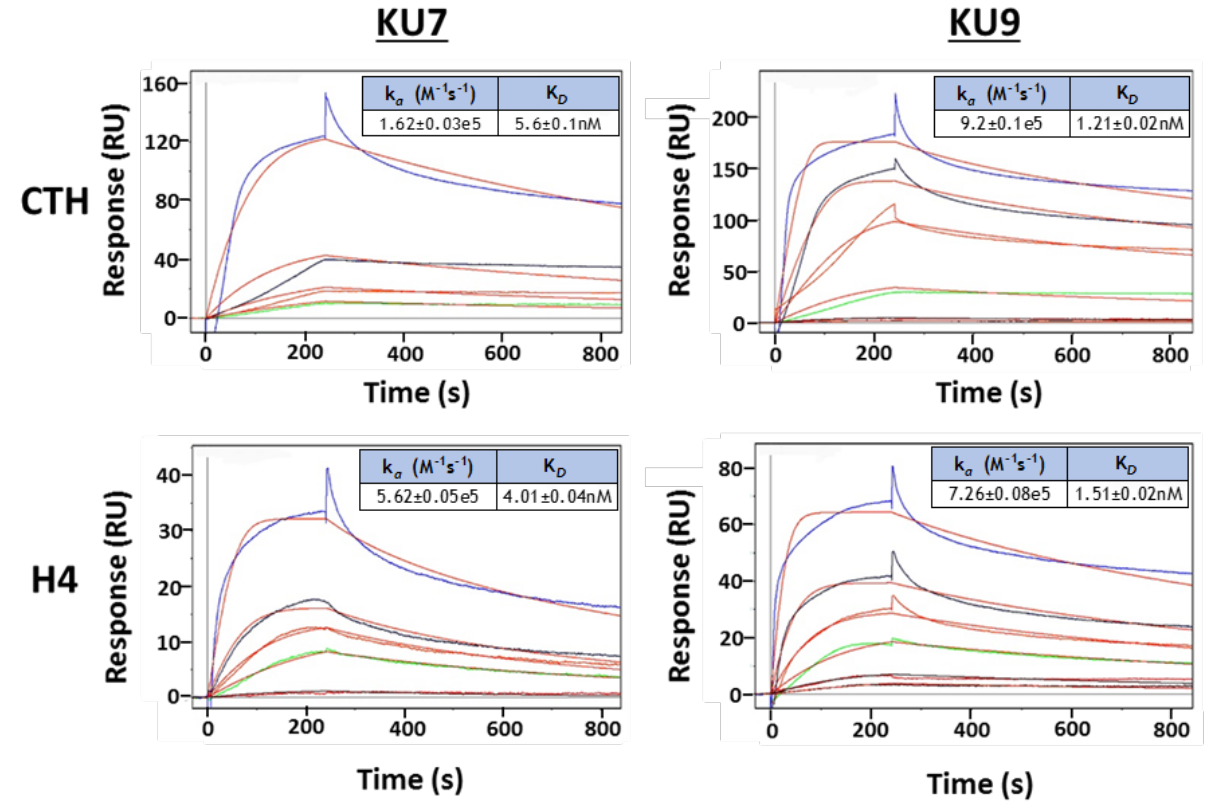 KU7
KU9
CTH
Response (RU)
160
120
80
40
0
kₐ (M⁻¹s⁻¹) K_D
1.62±0.03e5 5.6±0.1nM
0 200 400 600 800
Time (s)
Response (RU)
200
150
100
50
0
kₐ (M⁻¹s⁻¹) K_D
9.2±0.1e5 1.21±0.02nM
0 200 400 600 800
Time (s)
H4
Response (RU)
40
30
20
10
0
kₐ (M⁻¹s⁻¹) K_D
5.62±0.05e5 4.01±0.04nM
0 200 400 600 800
Time (s)
Response (RU)
80
60
40
20
0
kₐ (M⁻¹s⁻¹) K_D
7.26±0.08e5 1.51±0.02nM
0 200 400 600 800
Time (s)